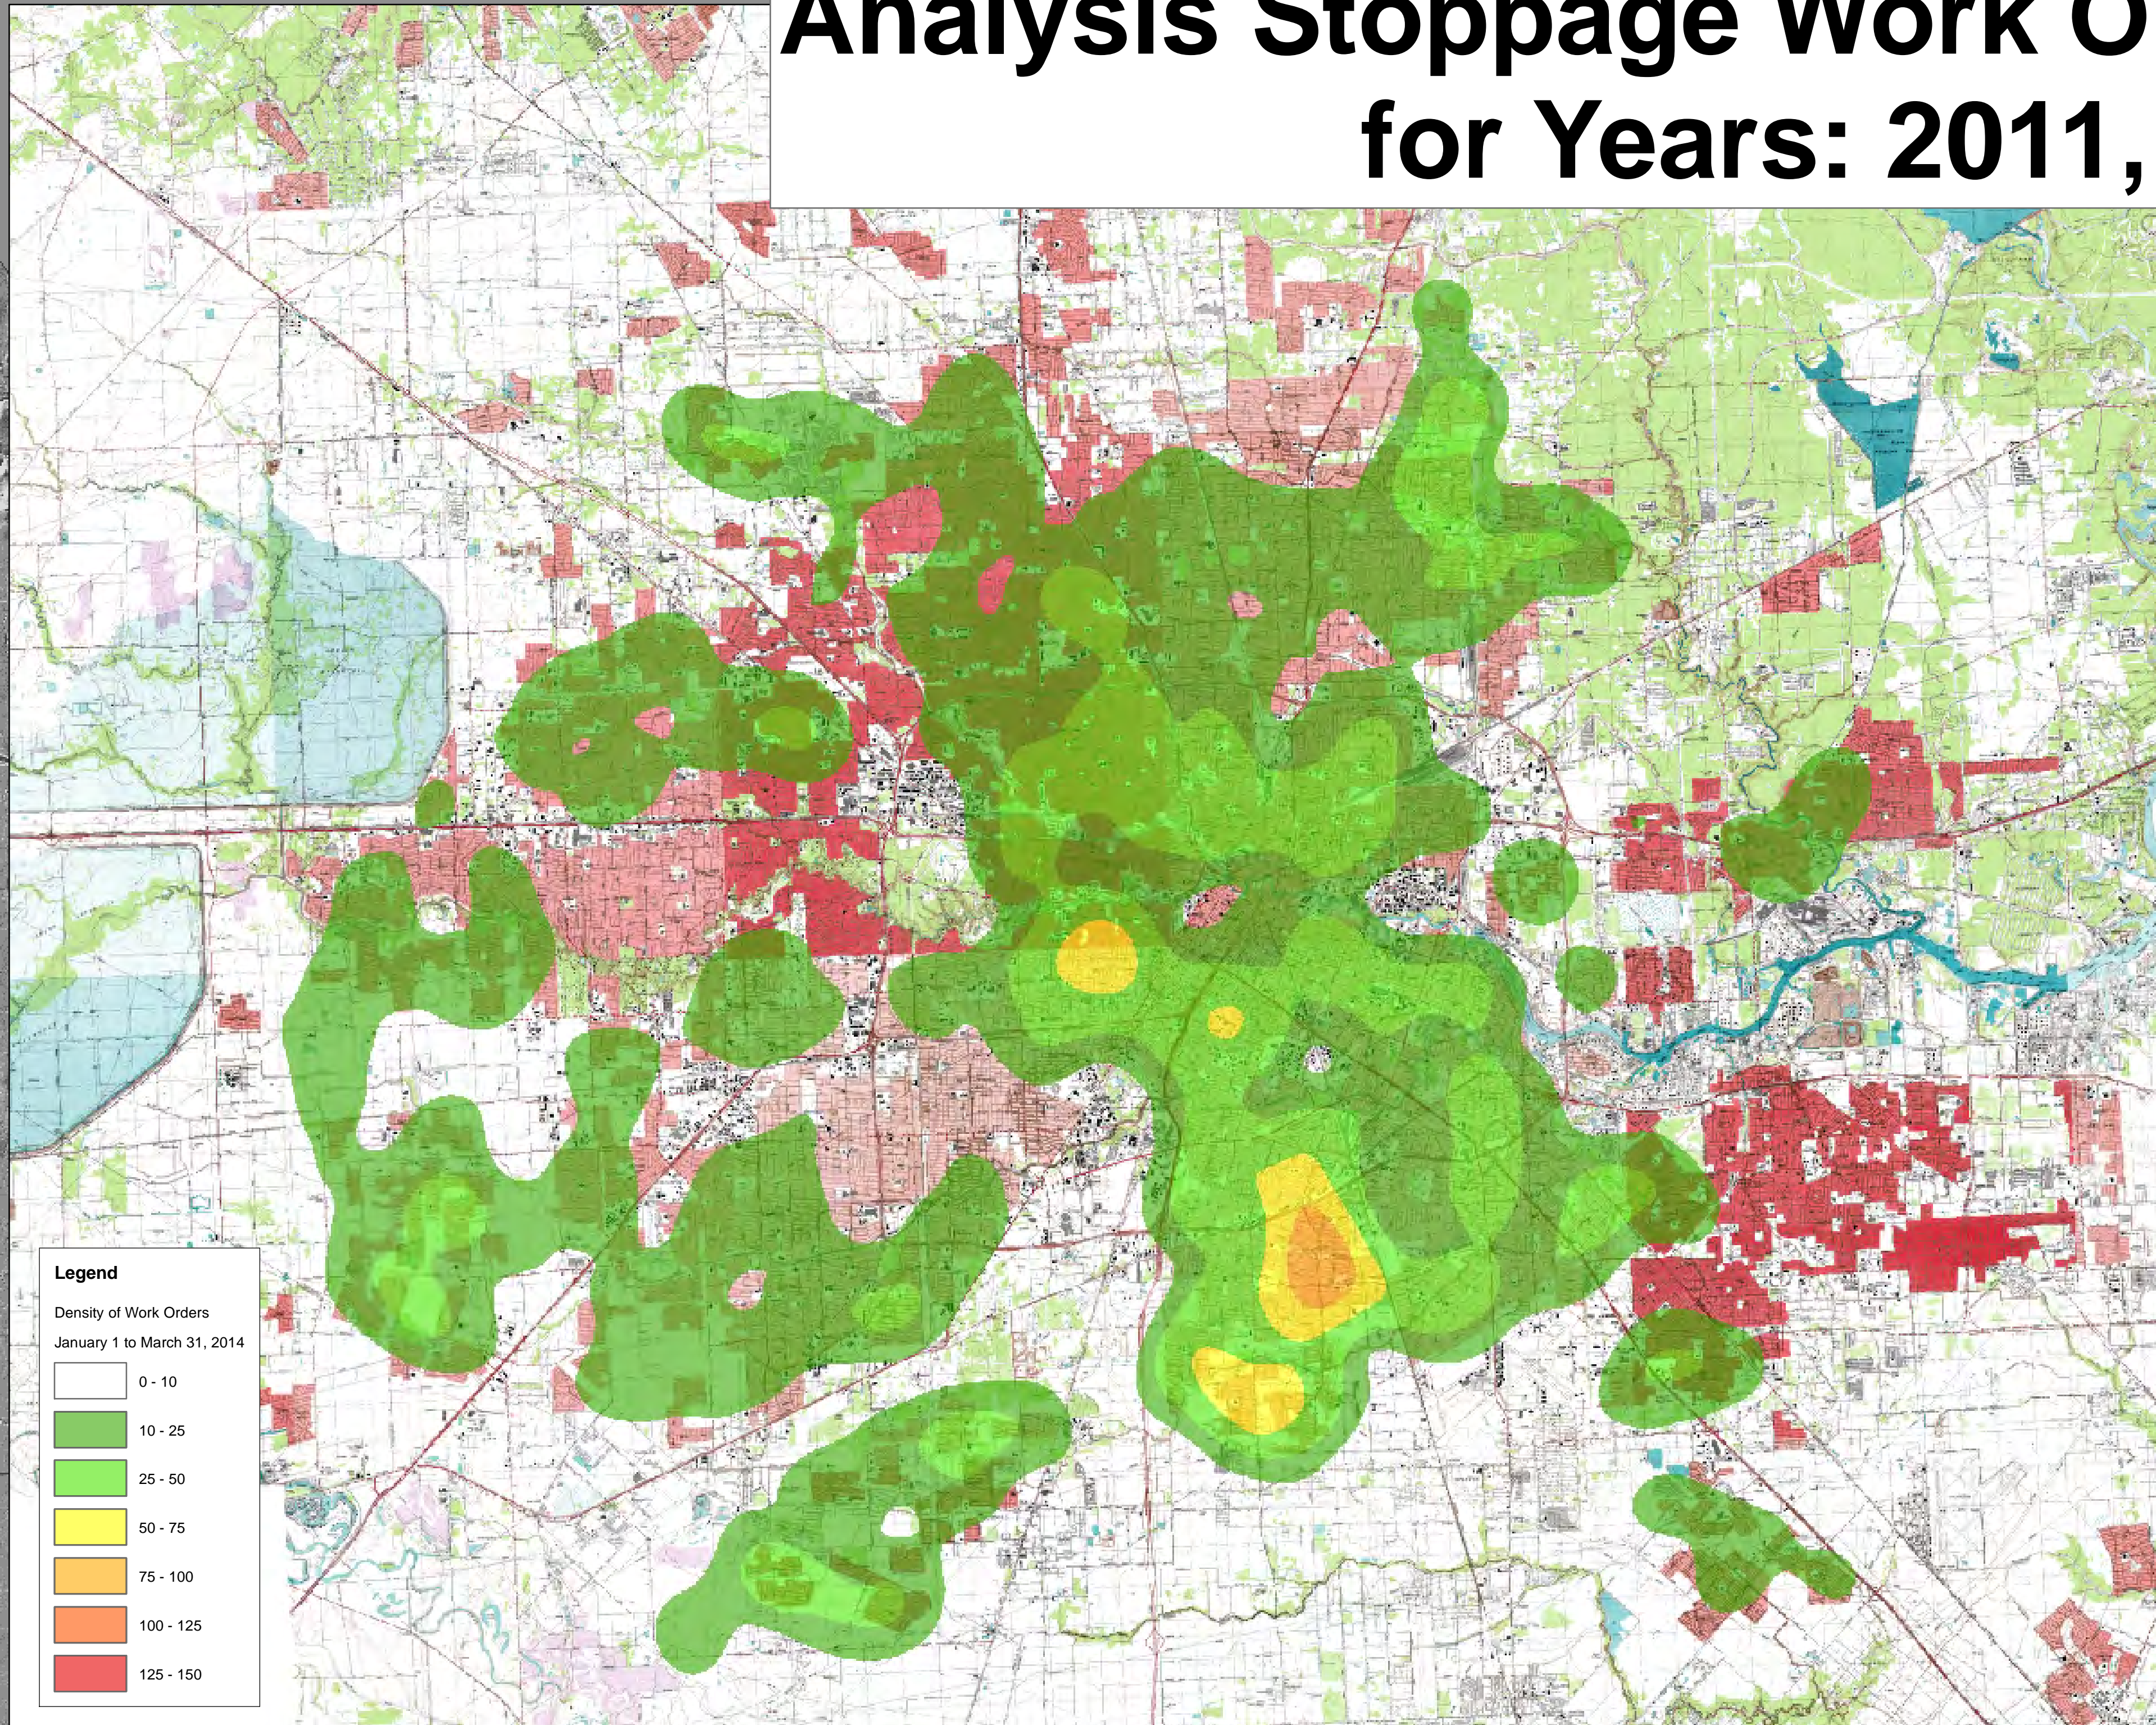 Analysis Stoppage Work O
for Years: 2011,
Legend
Density of Work Orders
January 1 to March 31, 2014
0 - 10
10 - 25
25 - 50
50 - 75
75 - 100
100 - 125
125 - 150